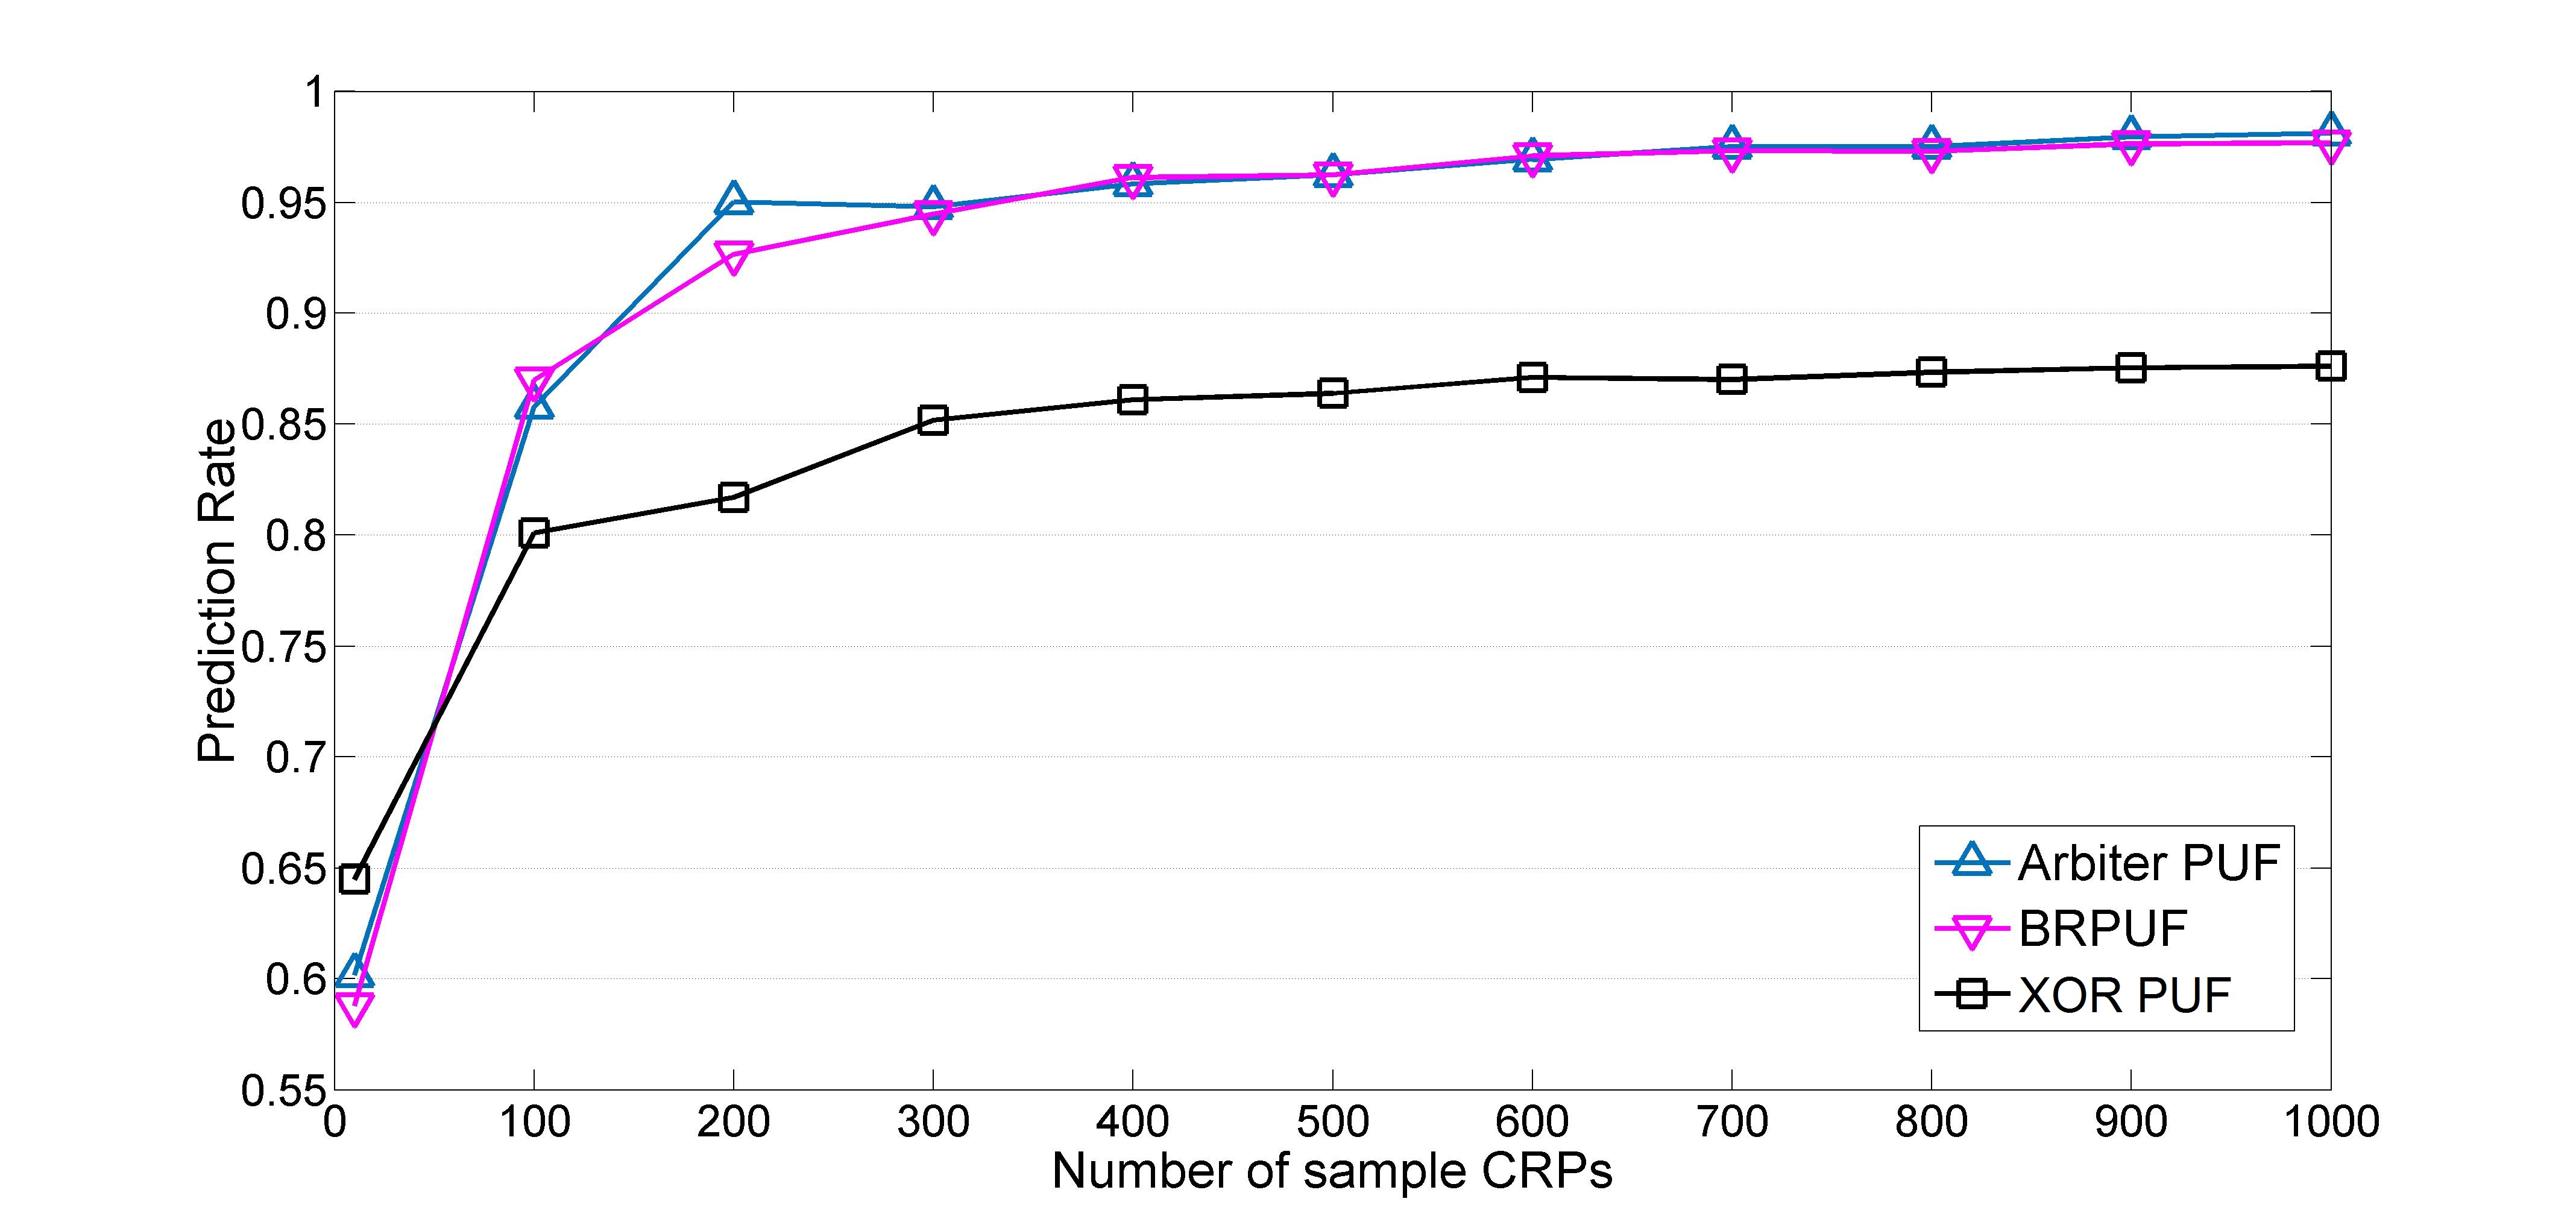 1
0.95
0.9
0.85
0.8
0.75
0.7
0.65
0.6
0.55
Prediction Rate
0 100 200 300 400 500 600 700 800 900 1000
Number of sample CRPs
Arbiter PUF
BRPUF
XOR PUF